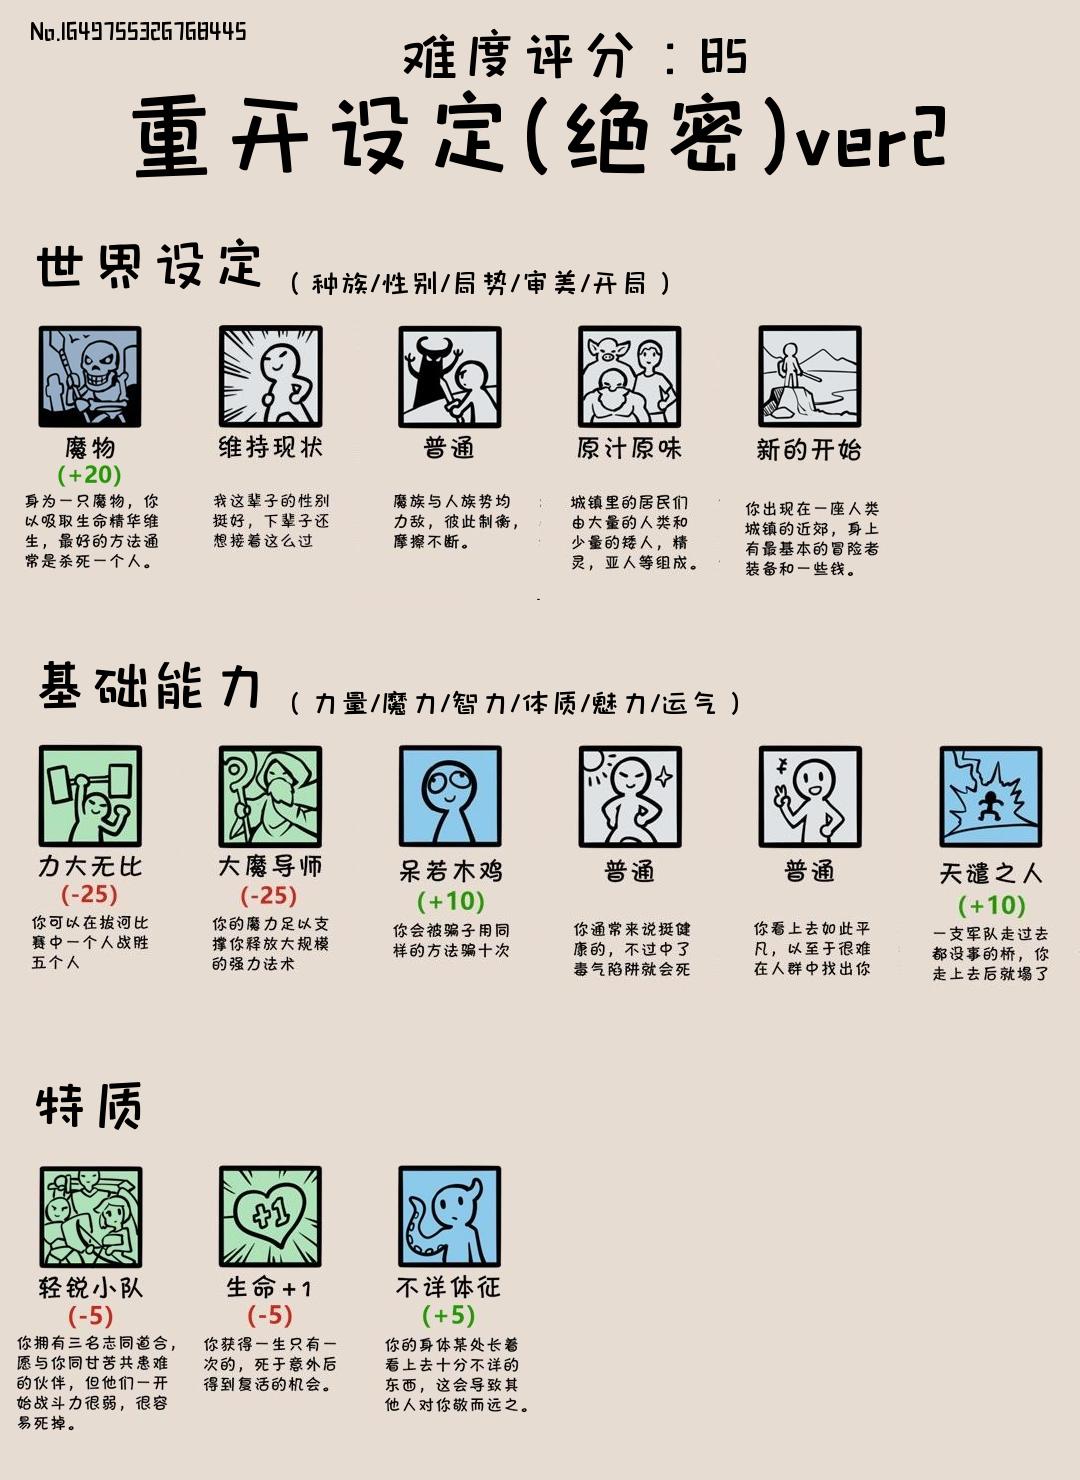 No.1649755326768445
难度评分：85
重开设定(绝密)ver2
世界设定（种族/性别/局势/审美/开局）
魔物
(+20)
身为一只魔物，你
以吸取生命精华维
生，最好的方法通
常是杀死一个人。
维持现状
我这辈子的性别
挺好，下辈子还
想接着这么过
普通
魔族与人族势均
力敌，彼此制衡，
摩擦不断。
原汁原味
城镇里的居民们
由大量的人类和
少量的矮人，精
灵，亚人等组成。
新的开始
你出现在一座人类
城镇的近郊，身上
有最基本的冒险者
装备和一些钱。
基础能力（力量/魔力/智力/体质/魅力/运气）
力大无比
(-25)
你可以在拔河比
赛中一个人战胜
五个人
大魔导师
(-25)
你的魔力足以支
撑你释放大规模
的强力法术
呆若木鸡
(+10)
你会被骗子用同
样的方法骗十次
普通
你通常来说挺健
康的，不过中了
毒气陷阱就会死
普通
你看上去如此平
凡，以至于很难
在人群中找出你
天谴之人
(+10)
一支军队走过去
都没事的桥，你
走上去后就塌了
特质
轻锐小队
(-5)
你拥有三名志同道合，
愿与你同甘苦共患难
的伙伴，但他们一开
始战斗力很弱，很容
易死掉。
+1
生命+1
(-5)
你获得一生只有一
次的，死于意外后
得到复活的机会。
不详体征
(+5)
你的身体某处长着
看上去十分不详的
东西，这会导致其
他人对你敬而远之。